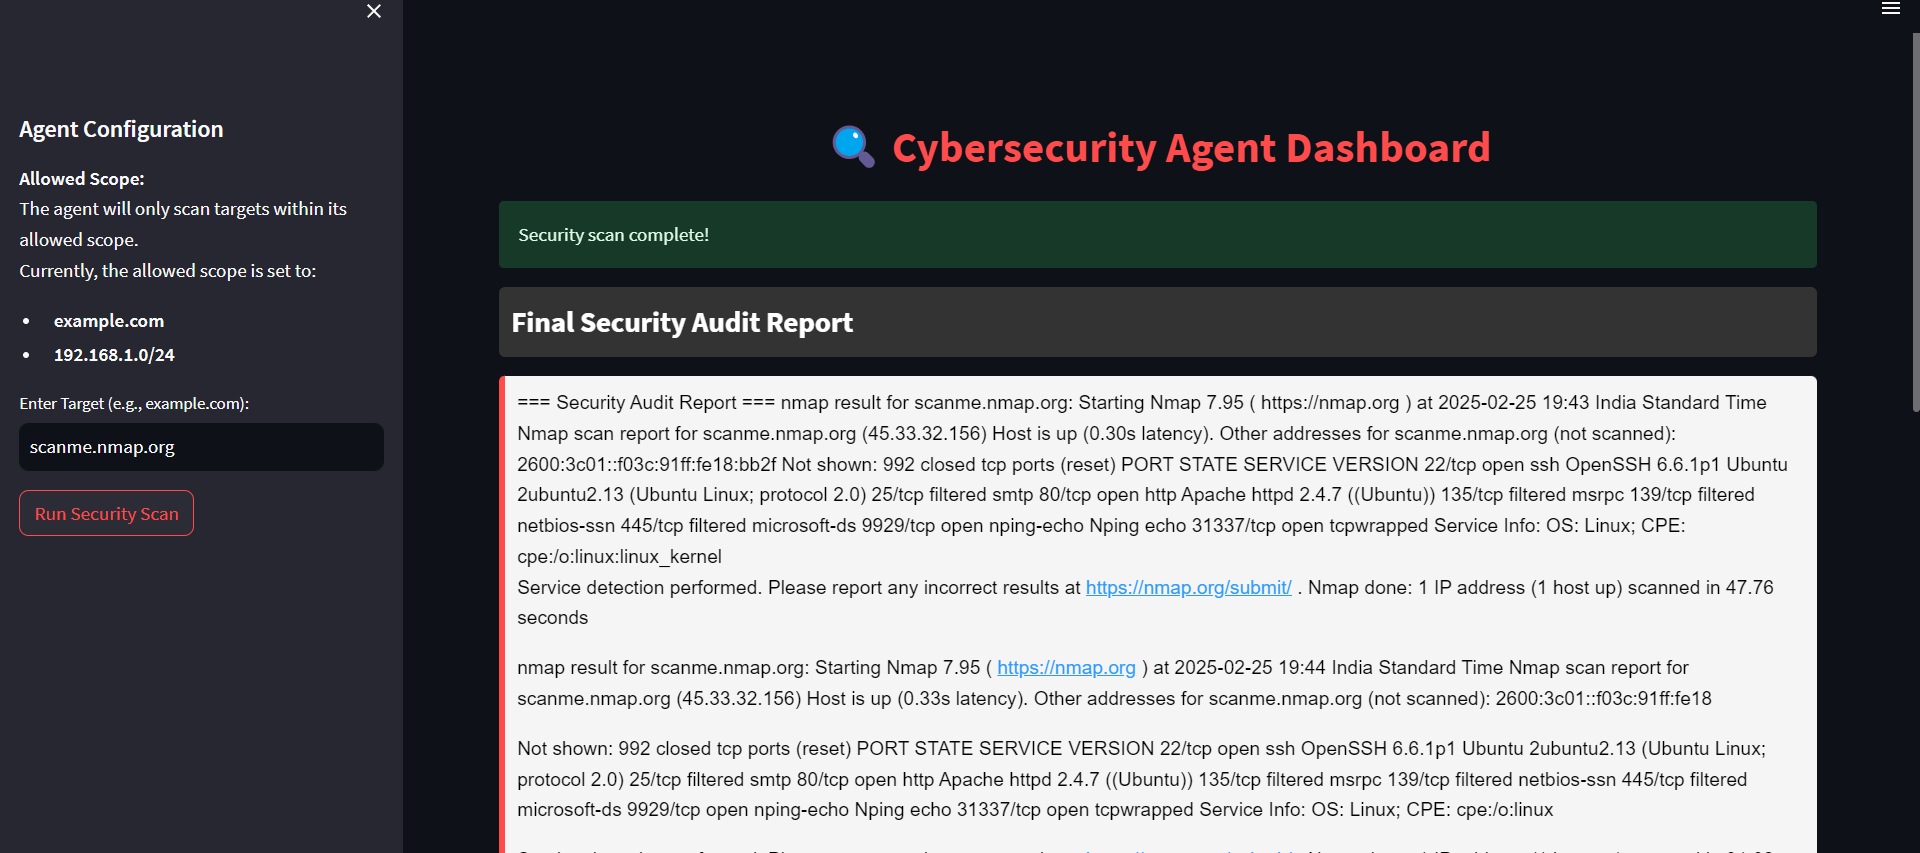 Agent Configuration
Allowed Scope:
The agent will only scan targets within its
allowed scope.
Currently, the allowed scope is set to:
example.com
192.168.1.0/24
Enter Target (e.g., example.com):
scanme.nmap.org
Run Security Scan
Cybersecurity Agent Dashboard
Security scan complete!
Final Security Audit Report
=== Security Audit Report === nmap result for scanme.nmap.org: Starting Nmap 7.95 ( https://nmap.org ) at 2025-02-25 19:43 India Standard Time
Nmap scan report for scanme.nmap.org (45.33.32.156) Host is up (0.30s latency). Other addresses for scanme.nmap.org (not scanned):
2600:3c01::f03c:91ff:fe18:bb2f Not shown: 992 closed tcp ports (reset) PORT STATE SERVICE VERSION 22/tcp open ssh OpenSSH 6.6.1p1 Ubuntu
2ubuntu2.13 (Ubuntu Linux; protocol 2.0) 25/tcp filtered smtp 80/tcp open http Apache httpd 2.4.7 ((Ubuntu)) 135/tcp filtered msrpc 139/tcp filtered
netbios-ssn 445/tcp filtered microsoft-ds 9929/tcp open nping-echo Nping echo 31337/tcp open tcpwrapped Service Info: OS: Linux; CPE:
cpe:/o:linux:linux_kernel
Service detection performed. Please report any incorrect results at https://nmap.org/submit/ . Nmap done: 1 IP address (1 host up) scanned in 47.76
seconds
nmap result for scanme.nmap.org: Starting Nmap 7.95 ( https://nmap.org ) at 2025-02-25 19:44 India Standard Time Nmap scan report for
scanme.nmap.org (45.33.32.156) Host is up (0.33s latency). Other addresses for scanme.nmap.org (not scanned): 2600:3c01::f03c:91ff:fe18
Not shown: 992 closed tcp ports (reset) PORT STATE SERVICE VERSION 22/tcp open ssh OpenSSH 6.6.1p1 Ubuntu 2ubuntu2.13 (Ubuntu Linux;
protocol 2.0) 25/tcp filtered smtp 80/tcp open http Apache httpd 2.4.7 ((Ubuntu)) 135/tcp filtered msrpc 139/tcp filtered netbios-ssn 445/tcp filtered
microsoft-ds 9929/tcp open nping-echo Nping echo 31337/tcp open tcpwrapped Service Info: OS: Linux; CPE: cpe:/o:linux